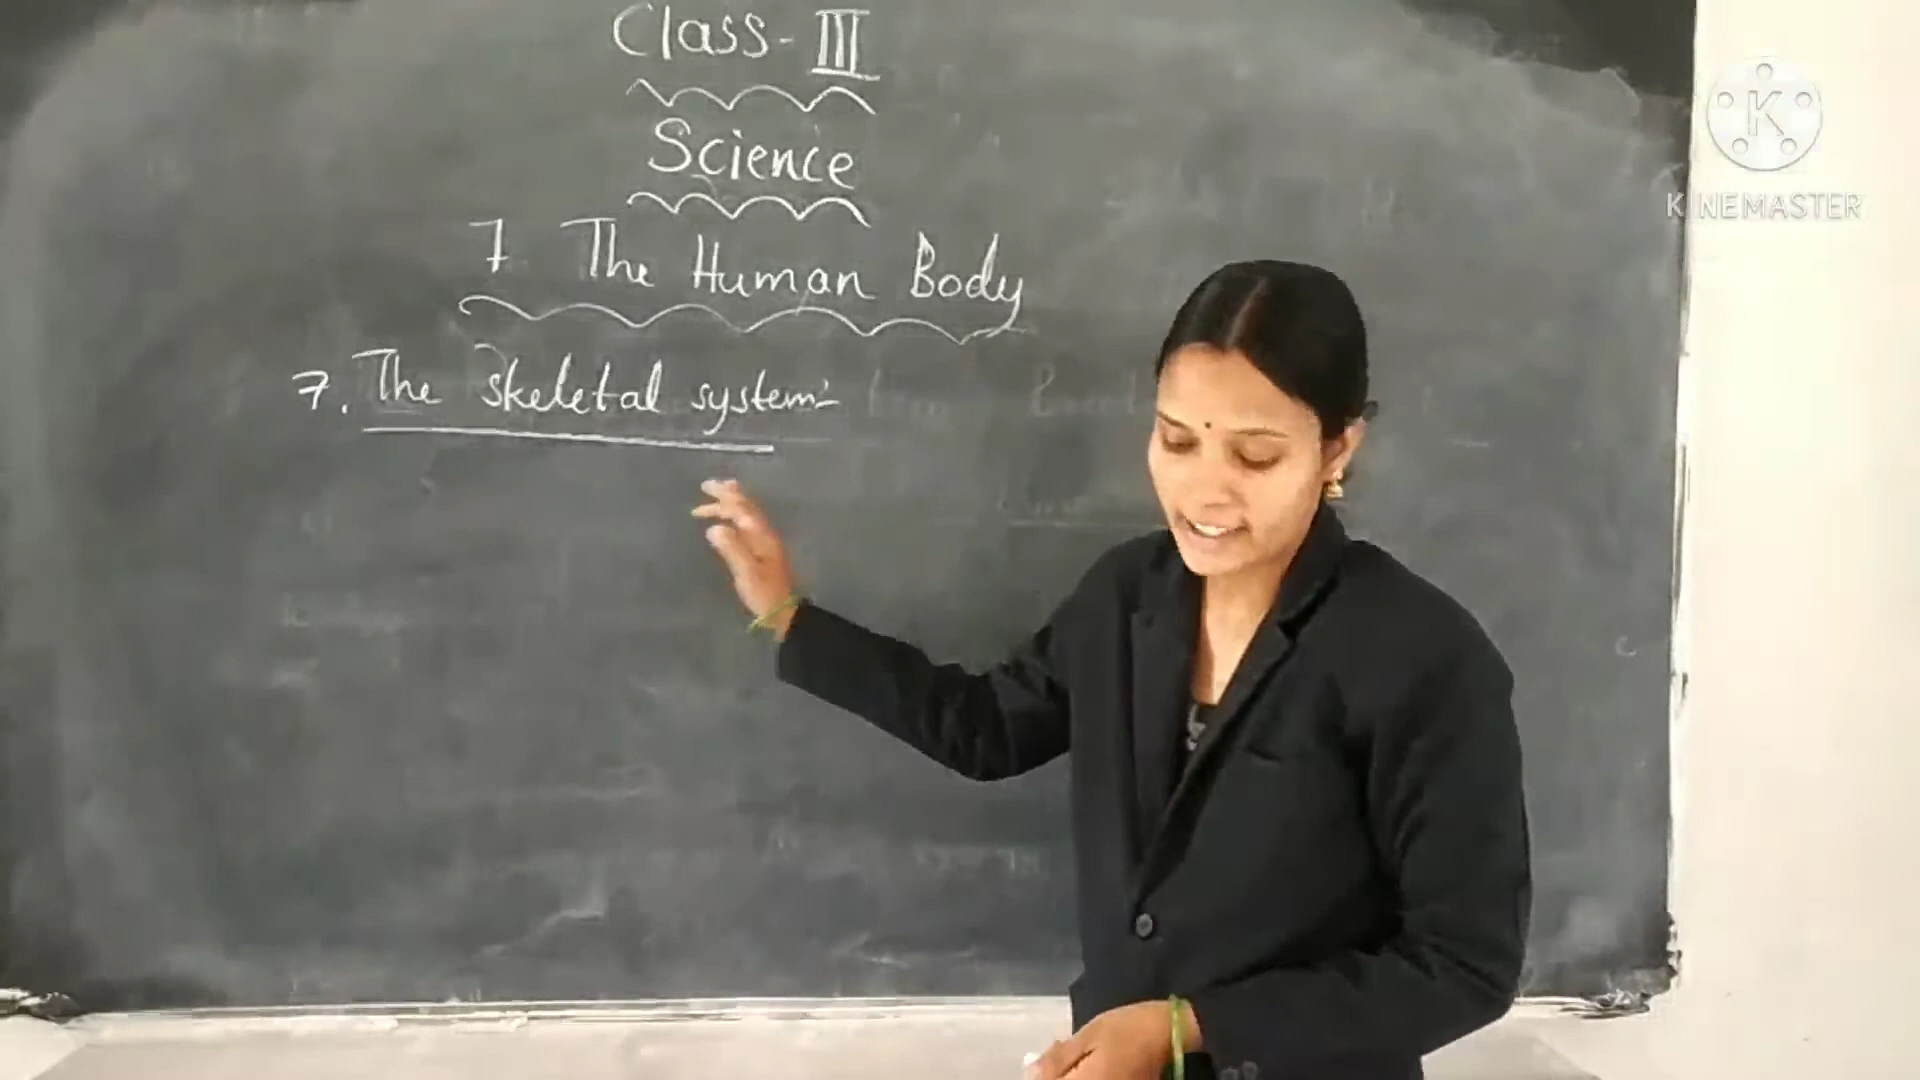 Class - III
Science
7 The Human Body
7. The skeletal system:-
K
KINEMASTER